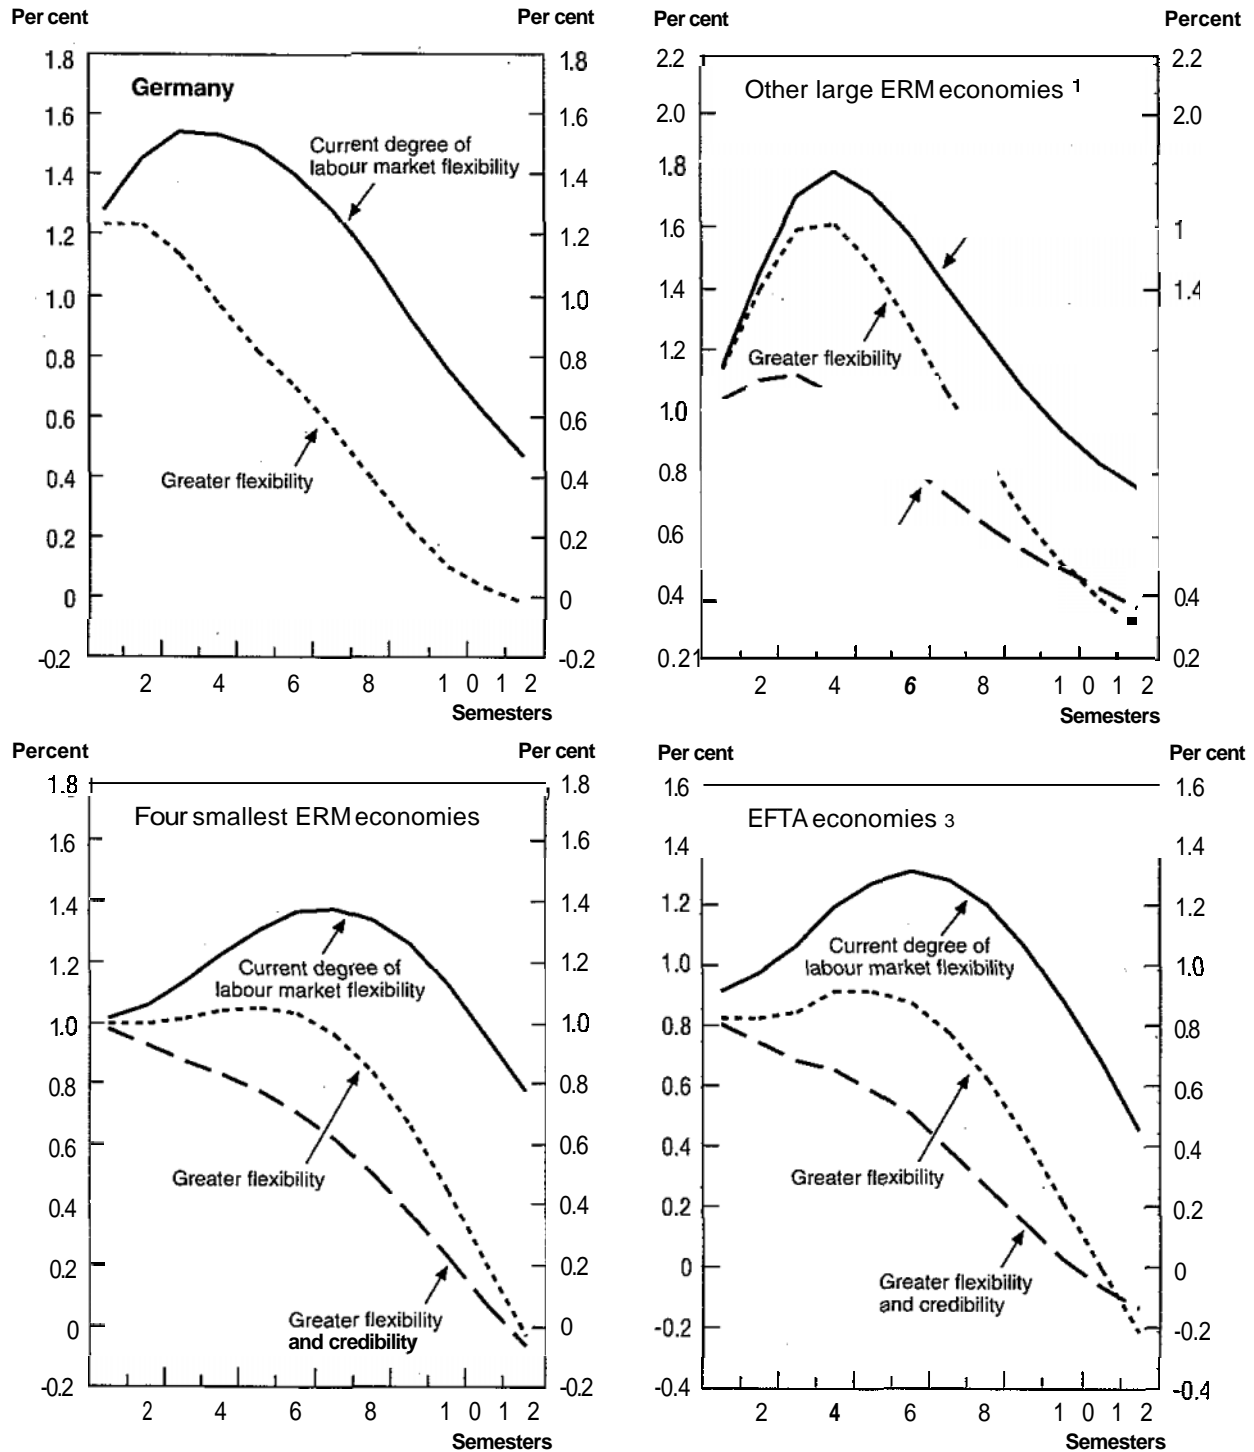 Per cent Per cent
1.8 1.8
Germany
1.6 1.6
Current degree of
labour market flexibility
1.4 1.4
1.2 1.2
1.0 1.0
0.8 0.8
0.6 0.6
Greater flexibility
0.4 0.4
0.2 0.2
0 0
-0.2 -0.2
2 4 6 8 1 0 1 2
Semesters
Per cent Percent
2.2 2.2
Other large ERM economies 1
2.0 2.0
1.8
1.6 1
1.4 1.4
1.2
Greater flexibility
1.0
0.8
0.6
0.4 0.4
0.21 0.2
2 4 6 8 1 0 1 2
Semesters
Percent Per cent
1.8 1.8
Four smallest ERM economies
1.6 1.6
1.4 1.4
1.2 1.2
Current degree of
labour market flexibility
1.0 1.0
0.8 0.8
0.6 0.6
Greater flexibility
0.4 0.4
0.2 0.2
Greater flexibility
and credibility
0 0
-0.2 -0.2
2 4 6 8 1 0 1 2
Semesters
Per cent Per cent
1.6 1.6
EFTA economies 3
1.4 1.4
1.2 1.2
Current degree of
labour market flexibility
1.0 1.0
0.8 0.8
0.6 0.6
0.4 0.4
Greater flexibility
0.2 0.2
0 0
Greater flexibility
and credibility
-0.2 -0.2
-0.4 -0.4
2 4 6 8 1 0 1 2
Semesters